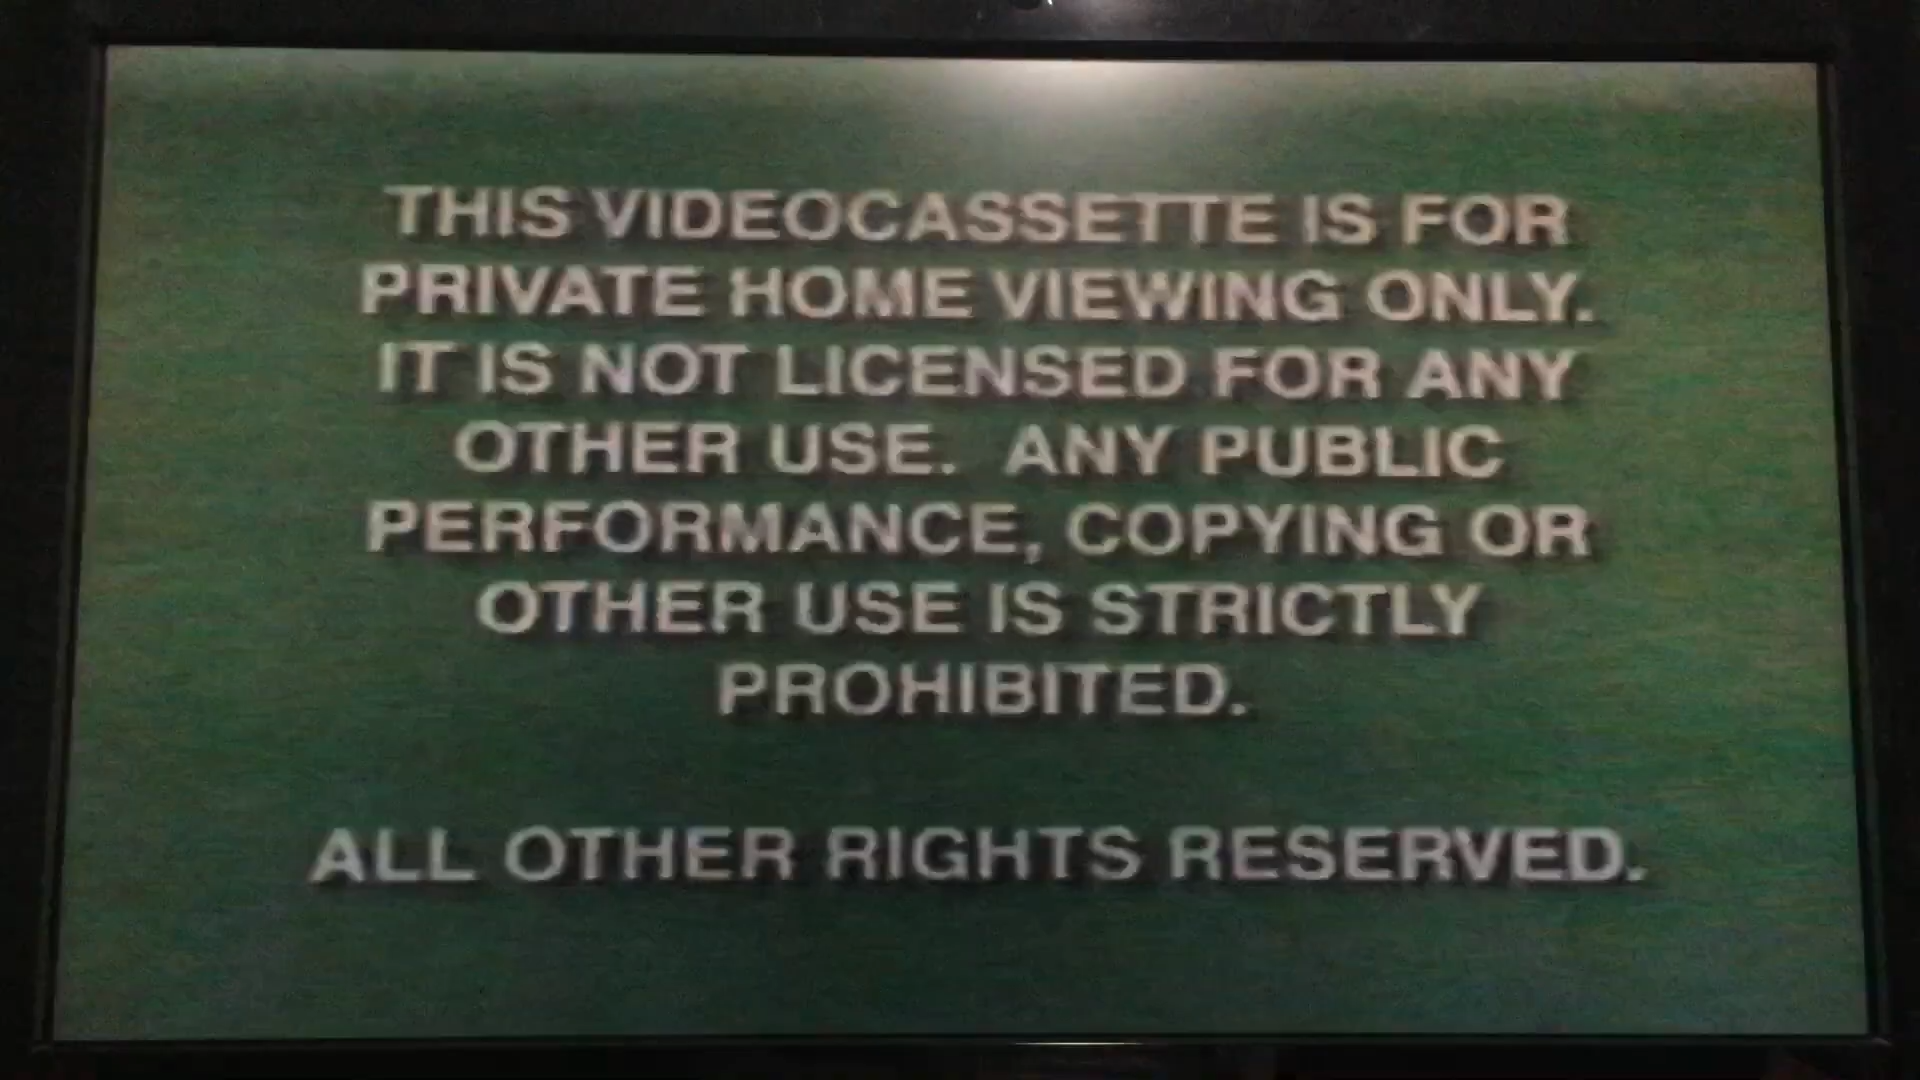 THIS VIDEOCASSETTE IS FOR
PRIVATE HOME VIEWING ONLY.
IT IS NOT LICENSED FOR ANY
OTHER USE.  ANY PUBLIC
PERFORMANCE, COPYING OR
OTHER USE IS STRICTLY
PROHIBITED.
ALL OTHER RIGHTS RESERVED.